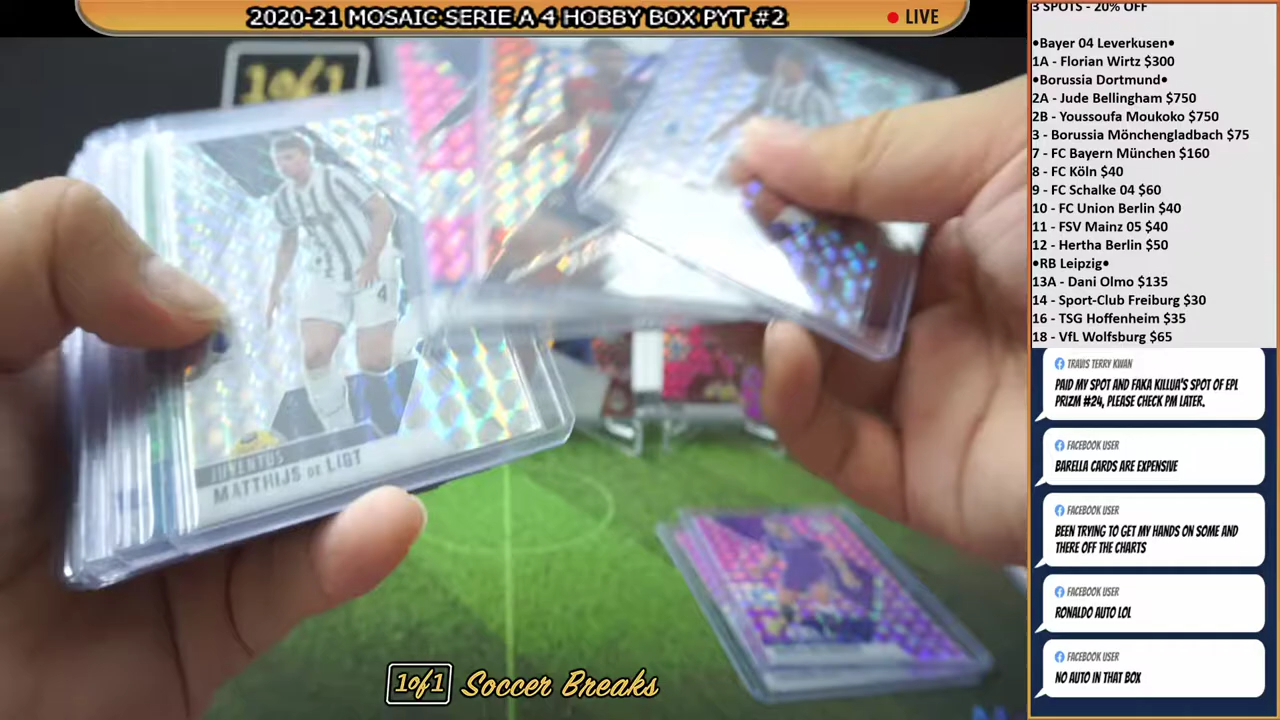 2020-21 MOSAIC SERIE A 4 HOBBY BOX PYT #2
LIVE
1of1
JUVENTUS
MATTHIJS DE LIGT
4
1of1 Soccer Breaks
3 SPOTS - 20% OFF
•Bayer 04 Leverkusen•
1A - Florian Wirtz $300
•Borussia Dortmund•
2A - Jude Bellingham $750
2B - Youssoufa Moukoko $750
3 - Borussia Mönchengladbach $75
7 - FC Bayern München $160
8 - FC Köln $40
9 - FC Schalke 04 $60
10 - FC Union Berlin $40
11 - FSV Mainz 05 $40
12 - Hertha Berlin $50
•RB Leipzig•
13A - Dani Olmo $135
14 - Sport-Club Freiburg $30
16 - TSG Hoffenheim $35
18 - VfL Wolfsburg $65
TRAVIS TERRY KWAN
PAID MY SPOT AND FAKA KILLUA'S SPOT OF EPL
PRIZM #24, PLEASE CHECK PM LATER.
FACEBOOK USER
BARELLA CARDS ARE EXPENSIVE
FACEBOOK USER
BEEN TRYING TO GET MY HANDS ON SOME AND
THERE OFF THE CHARTS
FACEBOOK USER
RONALDO AUTO LOL
FACEBOOK USER
NO AUTO IN THAT BOX